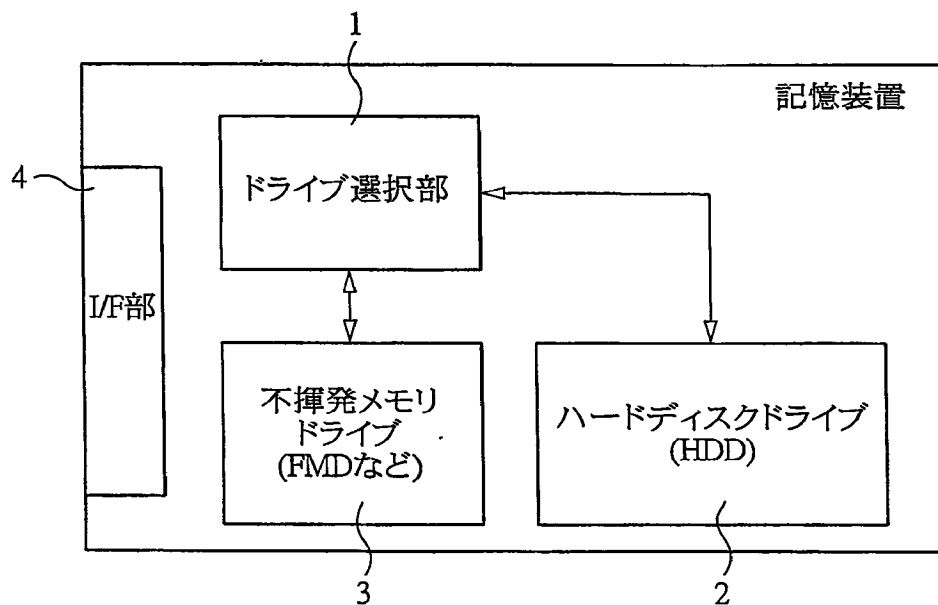 1
記憶装置
4
ドライブ選択部
I/F部
不揮発メモリ
ドライブ
(FMDなど)
ハードディスクドライブ
(HDD)
3
2